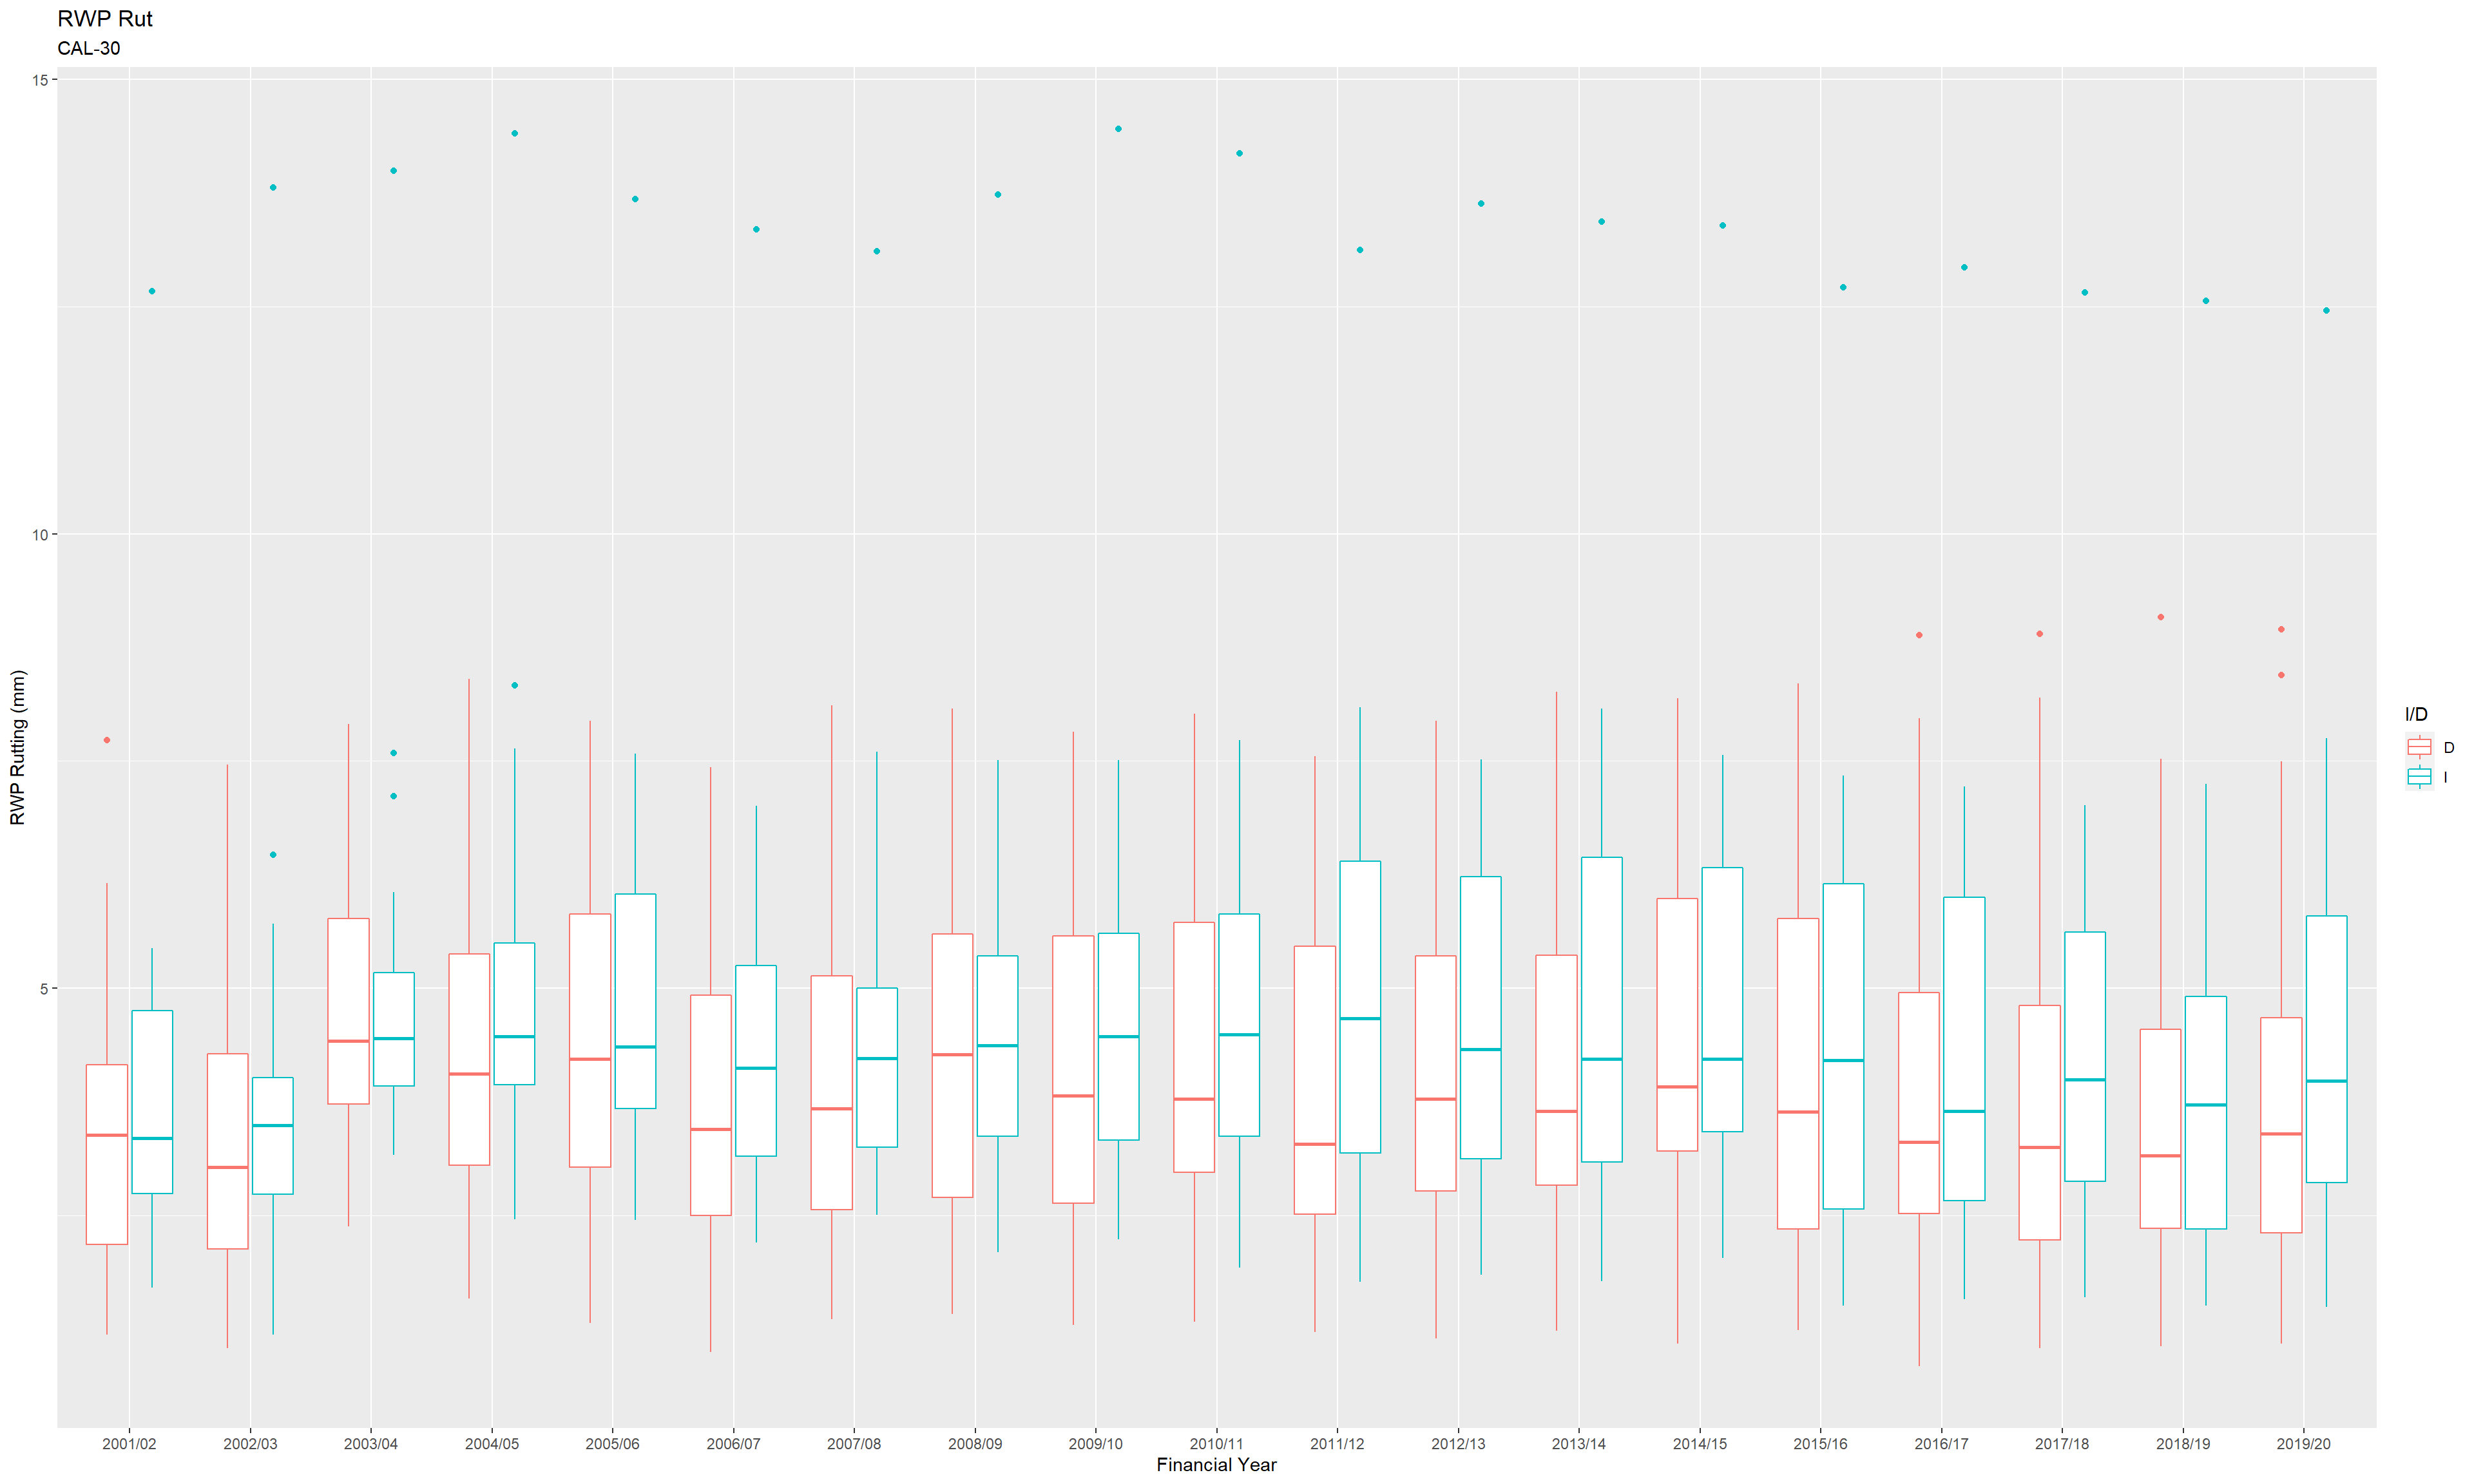 RWP Rut
CAL-30
15
10
5
RWP Rutting (mm)
2001/02 2002/03 2003/04 2004/05 2005/06 2006/07 2007/08 2008/09 2009/10 2010/11 2011/12 2012/13 2013/14 2014/15 2015/16 2016/17 2017/18 2018/19 2019/20
Financial Year
I/D
D
I